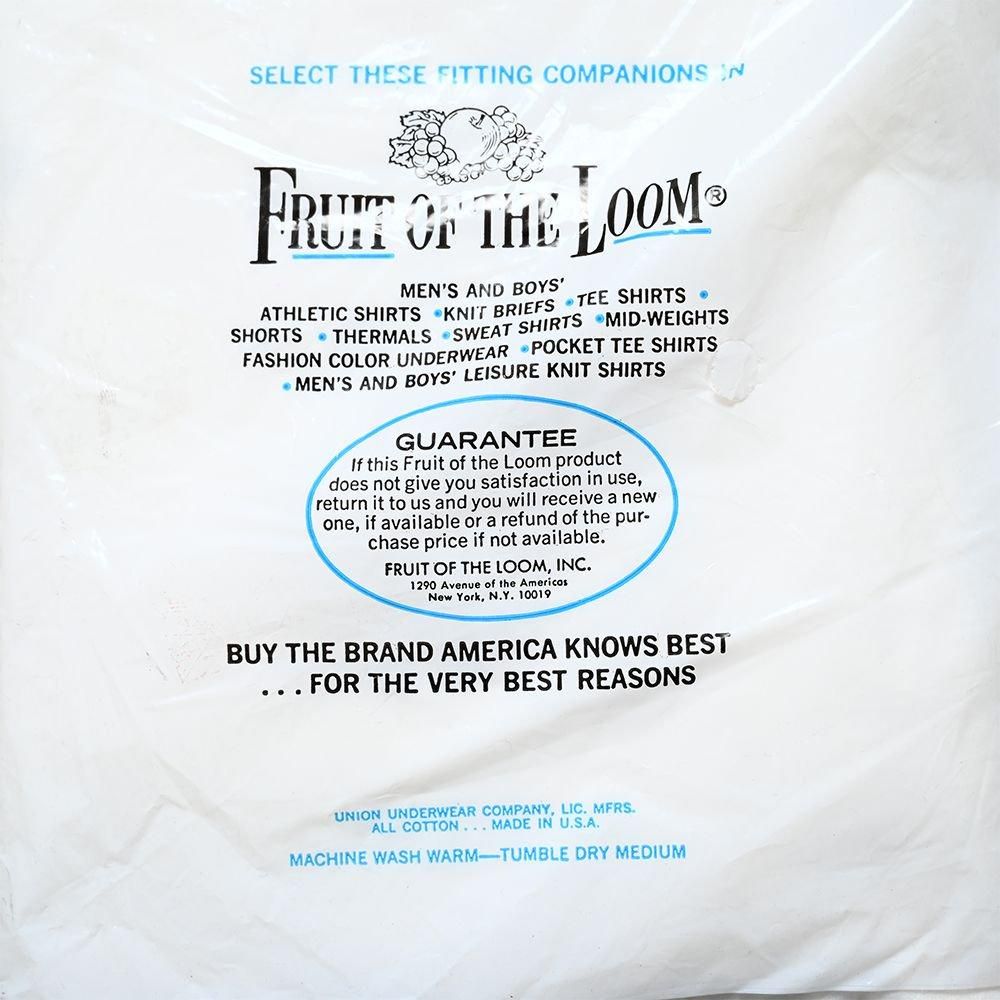 SELECT THESE FITTING COMPANIONS IN
FRUIT OF THE LOOM®
MEN'S AND BOYS'
ATHLETIC SHIRTS • KNIT BRIEFS • TEE SHIRTS •
SHORTS • THERMALS • SWEAT SHIRTS • MID-WEIGHTS
FASHION COLOR UNDERWEAR • POCKET TEE SHIRTS
• MEN'S AND BOYS' LEISURE KNIT SHIRTS
GUARANTEE
If this Fruit of the Loom product
does not give you satisfaction in use,
return it to us and you will receive a new
one, if available or a refund of the pur-
chase price if not available.
FRUIT OF THE LOOM, INC.
1290 Avenue of the Americas
New York, N.Y. 10019
BUY THE BRAND AMERICA KNOWS BEST
...FOR THE VERY BEST REASONS
UNION UNDERWEAR COMPANY, LIC. MFRS.
ALL COTTON ... MADE IN U.S.A.
MACHINE WASH WARM—TUMBLE DRY MEDIUM